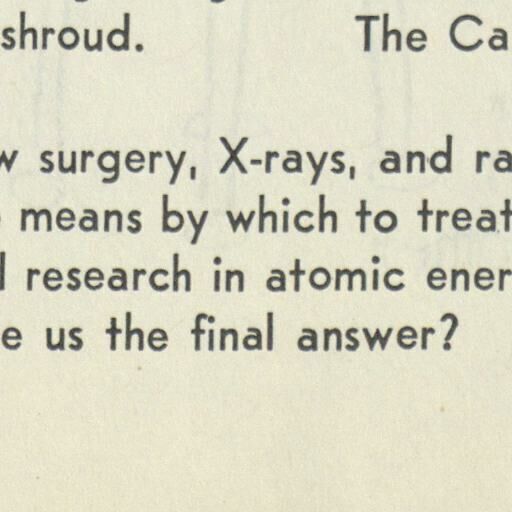 shroud. The Ca
w surgery, X-rays, and ra
means by which to treat
l research in atomic ener
e us the final answer?